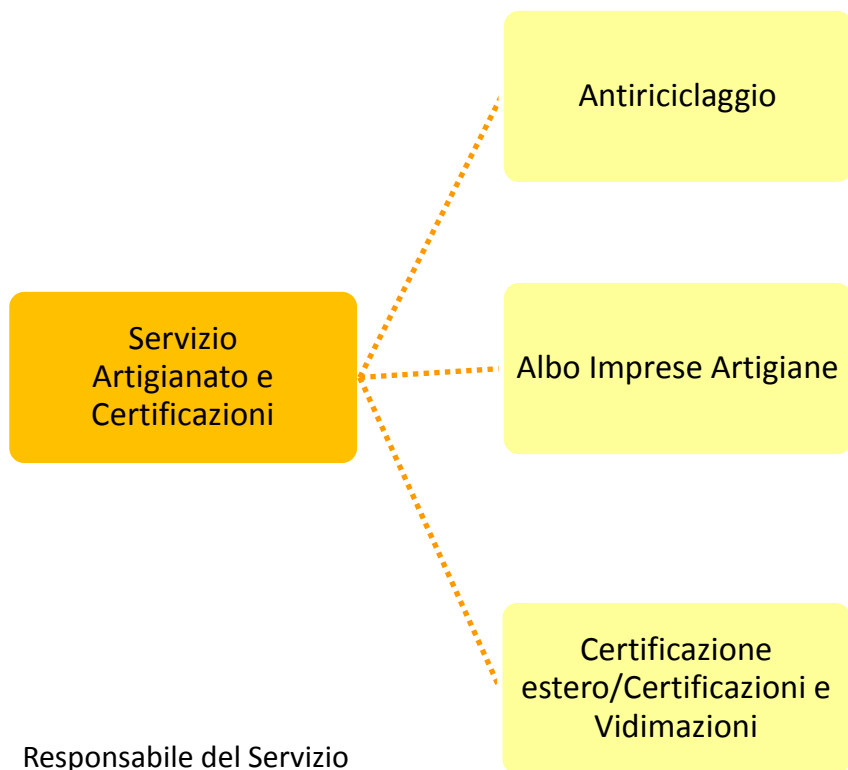 Antiriciclaggio
Servizio
Artigianato e
Certificazioni
Albo Imprese Artigiane
Certificazione
estero/Certificazioni e
Vidimazioni
Responsabile del Servizio